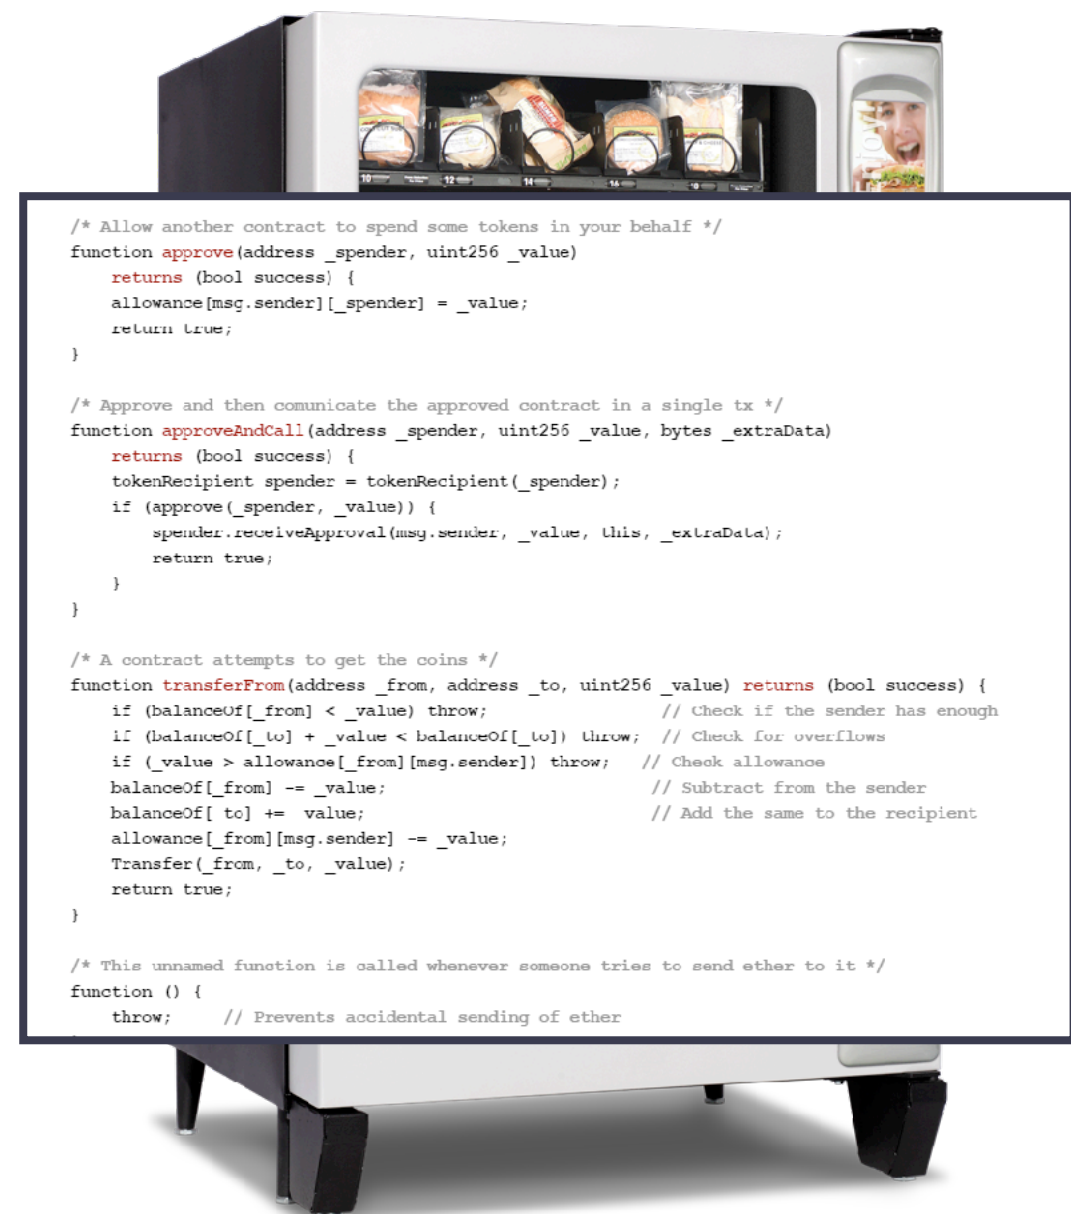 10
12
14
16
/* Allow another contract to spend some tokens in your behalf */
function approve(address _spender, uint256 _value)
    returns (bool success) {
    allowance[msg.sender][_spender] = _value;
    return true;
}
/* Approve and then comunicate the approved contract in a single tx */
function approveAndCall(address _spender, uint256 _value, bytes _extraData)
    returns (bool success) {
    tokenRecipient spender = tokenRecipient(_spender);
    if (approve(_spender, _value)) {
        spender.receiveApproval(msg.sender, _value, this, _extraData);
        return true;
    }
}
/* A contract attempts to get the coins */
function transferFrom(address _from, address _to, uint256 _value) returns (bool success) {
    if (balanceOf[_from] < _value) throw;                 // Check if the sender has enough
    if (balanceOf[_to] + _value < balanceOf[_to]) throw;  // Check for overflows
    if (_value > allowance[_from][msg.sender]) throw;   // Check allowance
    balanceOf[_from] -= _value;                          // Subtract from the sender
    balanceOf[_to] += _value;                            // Add the same to the recipient
    allowance[_from][msg.sender] -= _value;
    Transfer(_from, _to, _value);
    return true;
}
/* This unnamed function is called whenever someone tries to send ether to it */
function () {
    throw;     // Prevents accidental sending of ether